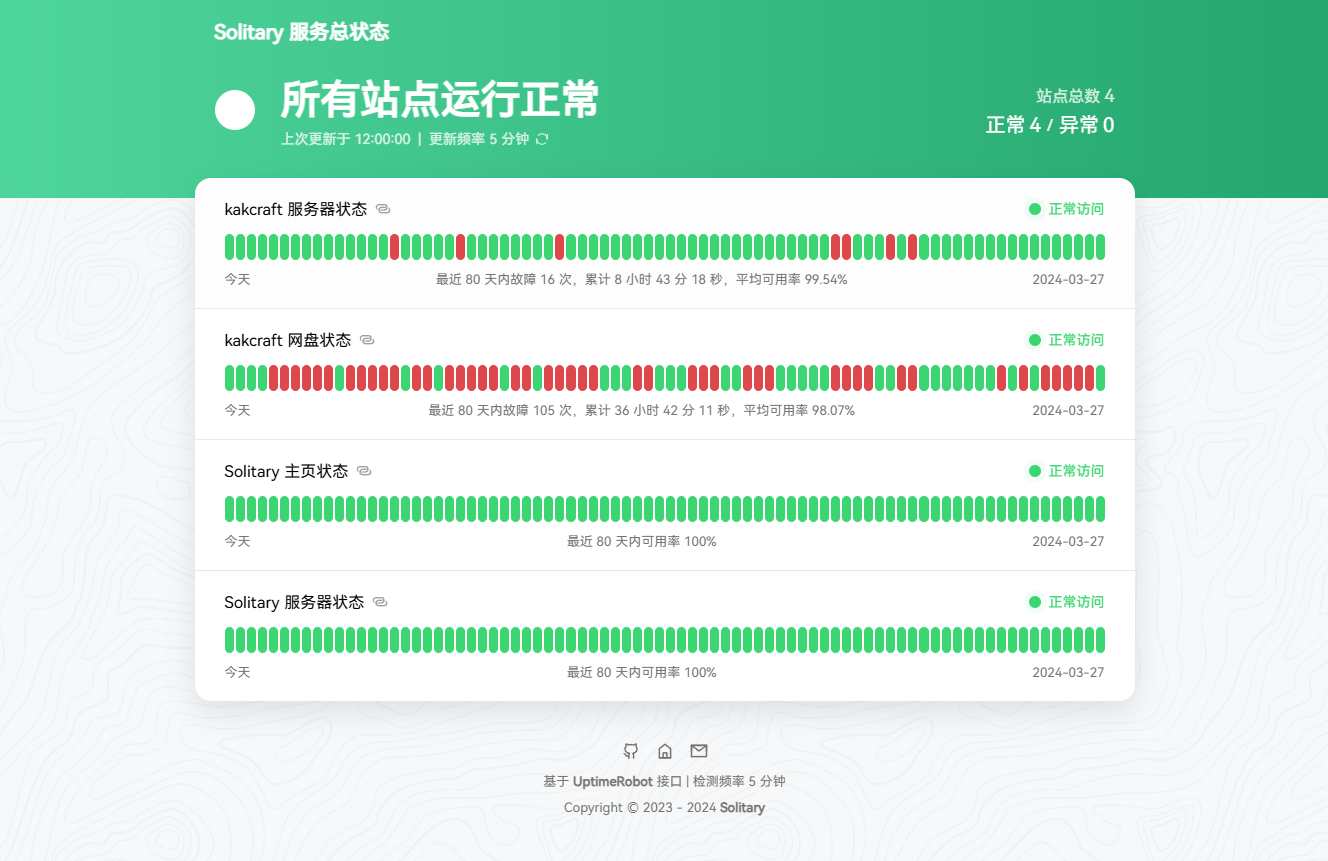 Solitary 服务总状态
所有站点运行正常
上次更新于 12:00:00 | 更新频率 5 分钟
站点总数 4
正常 4 / 异常 0
kakcraft 服务器状态
正常访问
今天
最近 80 天内故障 16 次，累计 8 小时 43 分 18 秒，平均可用率 99.54%
2024-03-27
kakcraft 网盘状态
正常访问
今天
最近 80 天内故障 105 次，累计 36 小时 42 分 11 秒，平均可用率 98.07%
2024-03-27
Solitary 主页状态
正常访问
今天
最近 80 天内可用率 100%
2024-03-27
Solitary 服务器状态
正常访问
今天
最近 80 天内可用率 100%
2024-03-27
基于 UptimeRobot 接口 | 检测频率 5 分钟
Copyright © 2023 - 2024 Solitary